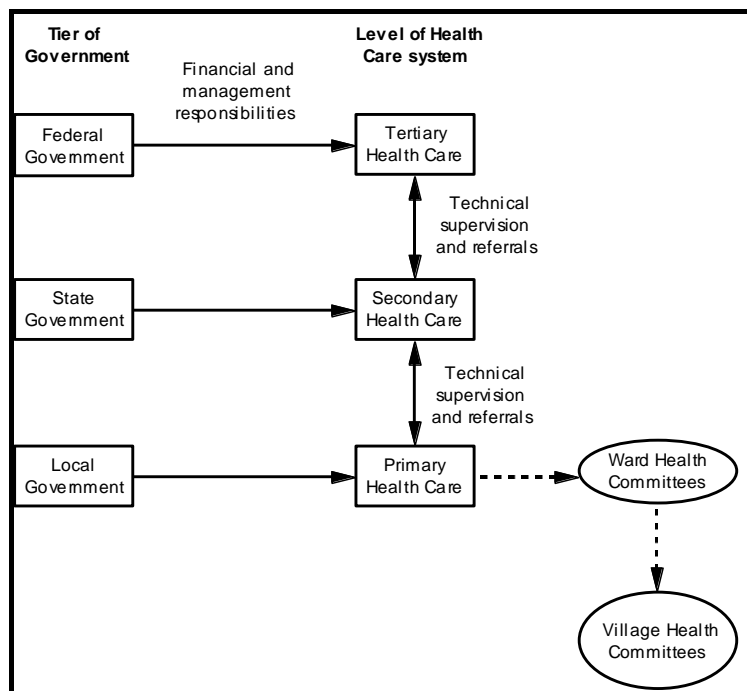 Tier of
Government
Level of Health
Care system
Financial and
management
responsibilities
Federal
Government
Tertiary
Health Care
Technical
supervision
and referrals
State
Government
Secondary
Health Care
Technical
supervision
and referrals
Local
Government
Primary
Health Care
Ward Health
Committees
Village Health
Committees